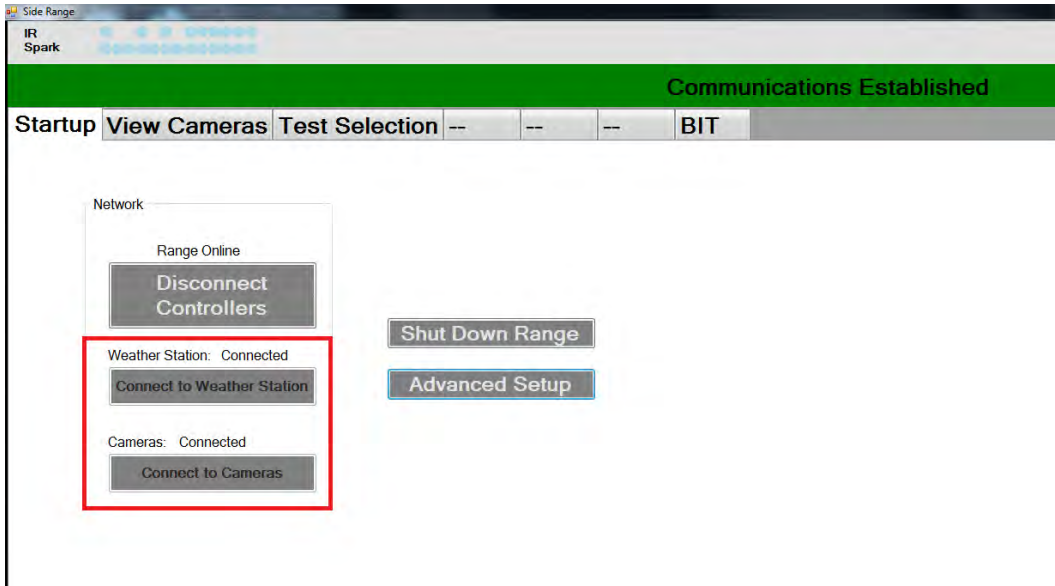 Side Range
IR
Spark
Communications Established
Startup View Cameras Test Selection -- -- -- BIT
Network
Range Online
Disconnect
Controllers
Shut Down Range
Weather Station: Connected
Connect to Weather Station
Advanced Setup
Cameras: Connected
Connect to Cameras